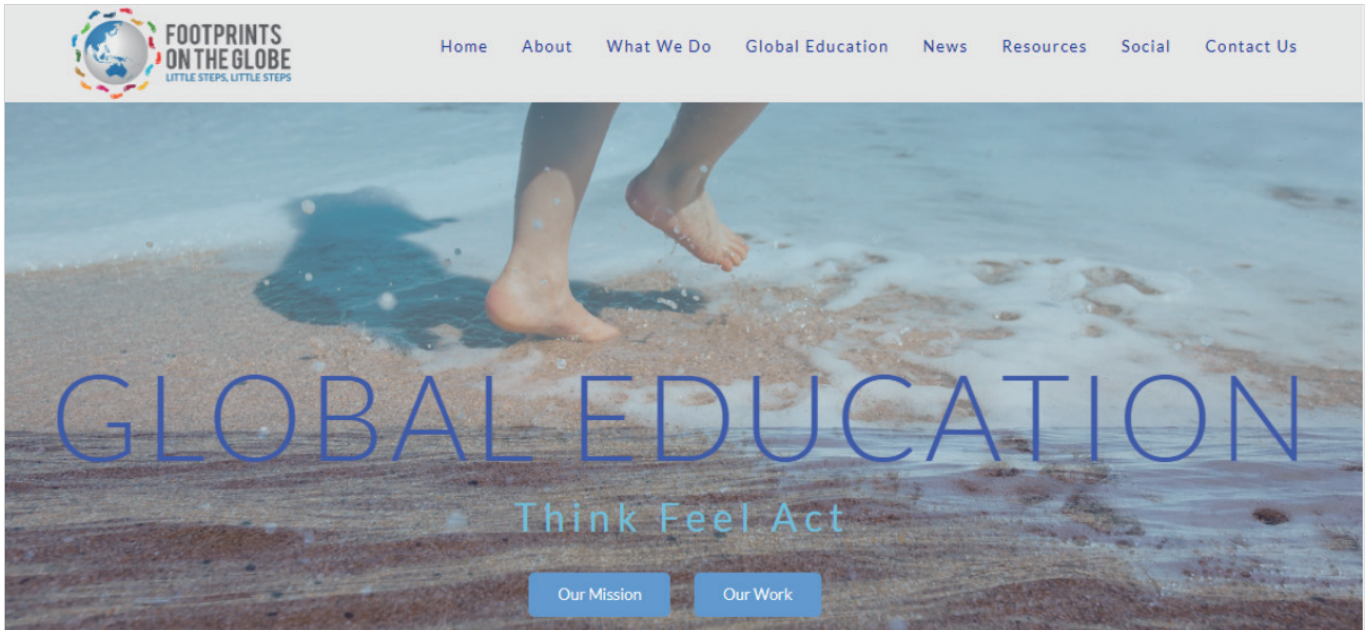 FOOTPRINTS
ON THE GLOBE
LITTLE STEPS, LITTLE STEPS
Home About What We Do Global Education News Resources Social Contact Us
GLOBAL EDUCATION
Think Feel Act
Our Mission Our Work